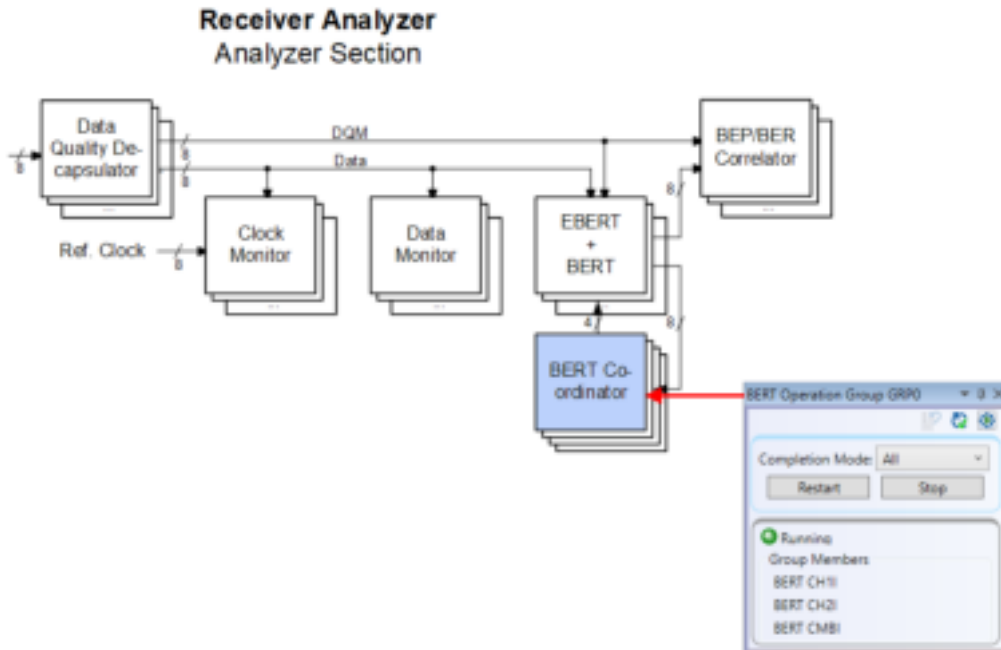 Receiver Analyzer
Analyzer Section
Data
Quality De-
capsulator
8
8
DQM
8
Data
...
BEP/BER
Correlator
...
Ref. Clock
8
Clock
Monitor
...
Data
Monitor
...
EBERT
+
BERT
...
8
4
8
BERT Co-
ordinator
BERT Operation Group GRP0
Completion Mode: All
Restart Stop
Running
Group Members
BERT CH1I
BERT CH2I
BERT CMBI